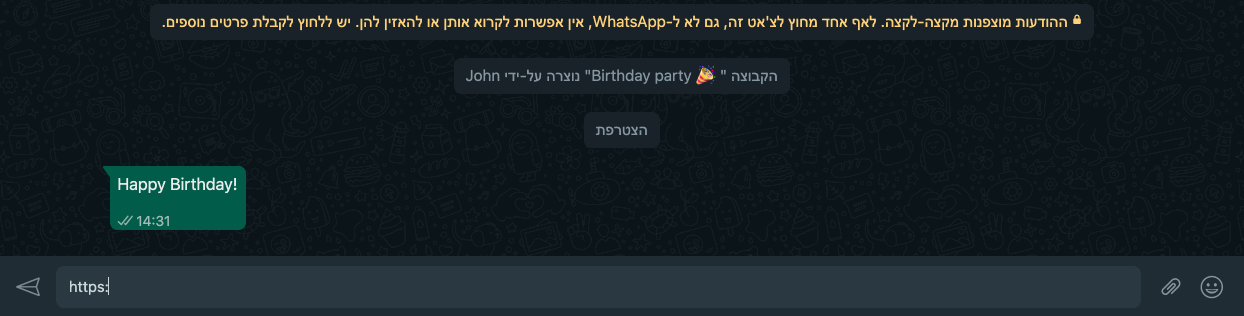 ההודעות מוצפנות מקצה-לקצה. לאף אחד מחוץ לצ'אט זה, גם לא ל-WhatsApp, אין אפשרות לקרוא אותן או להאזין להן. יש ללחוץ לקבלת פרטים נוספים.
הקבוצה " 🎉 Birthday party" נוצרה על-ידי John
הצטרפת
Happy Birthday!
14:31
https: